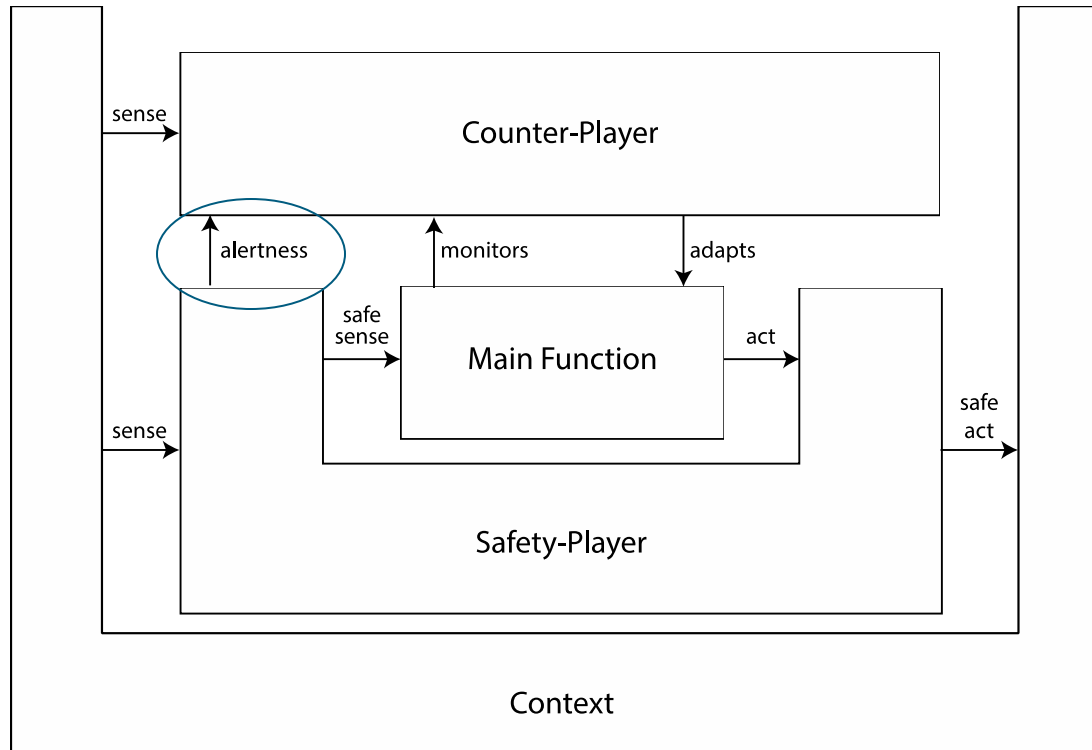 sense
Counter-Player
alertness
monitors
adapts
safe
sense
Main Function
act
sense
safe
act
Safety-Player
Context